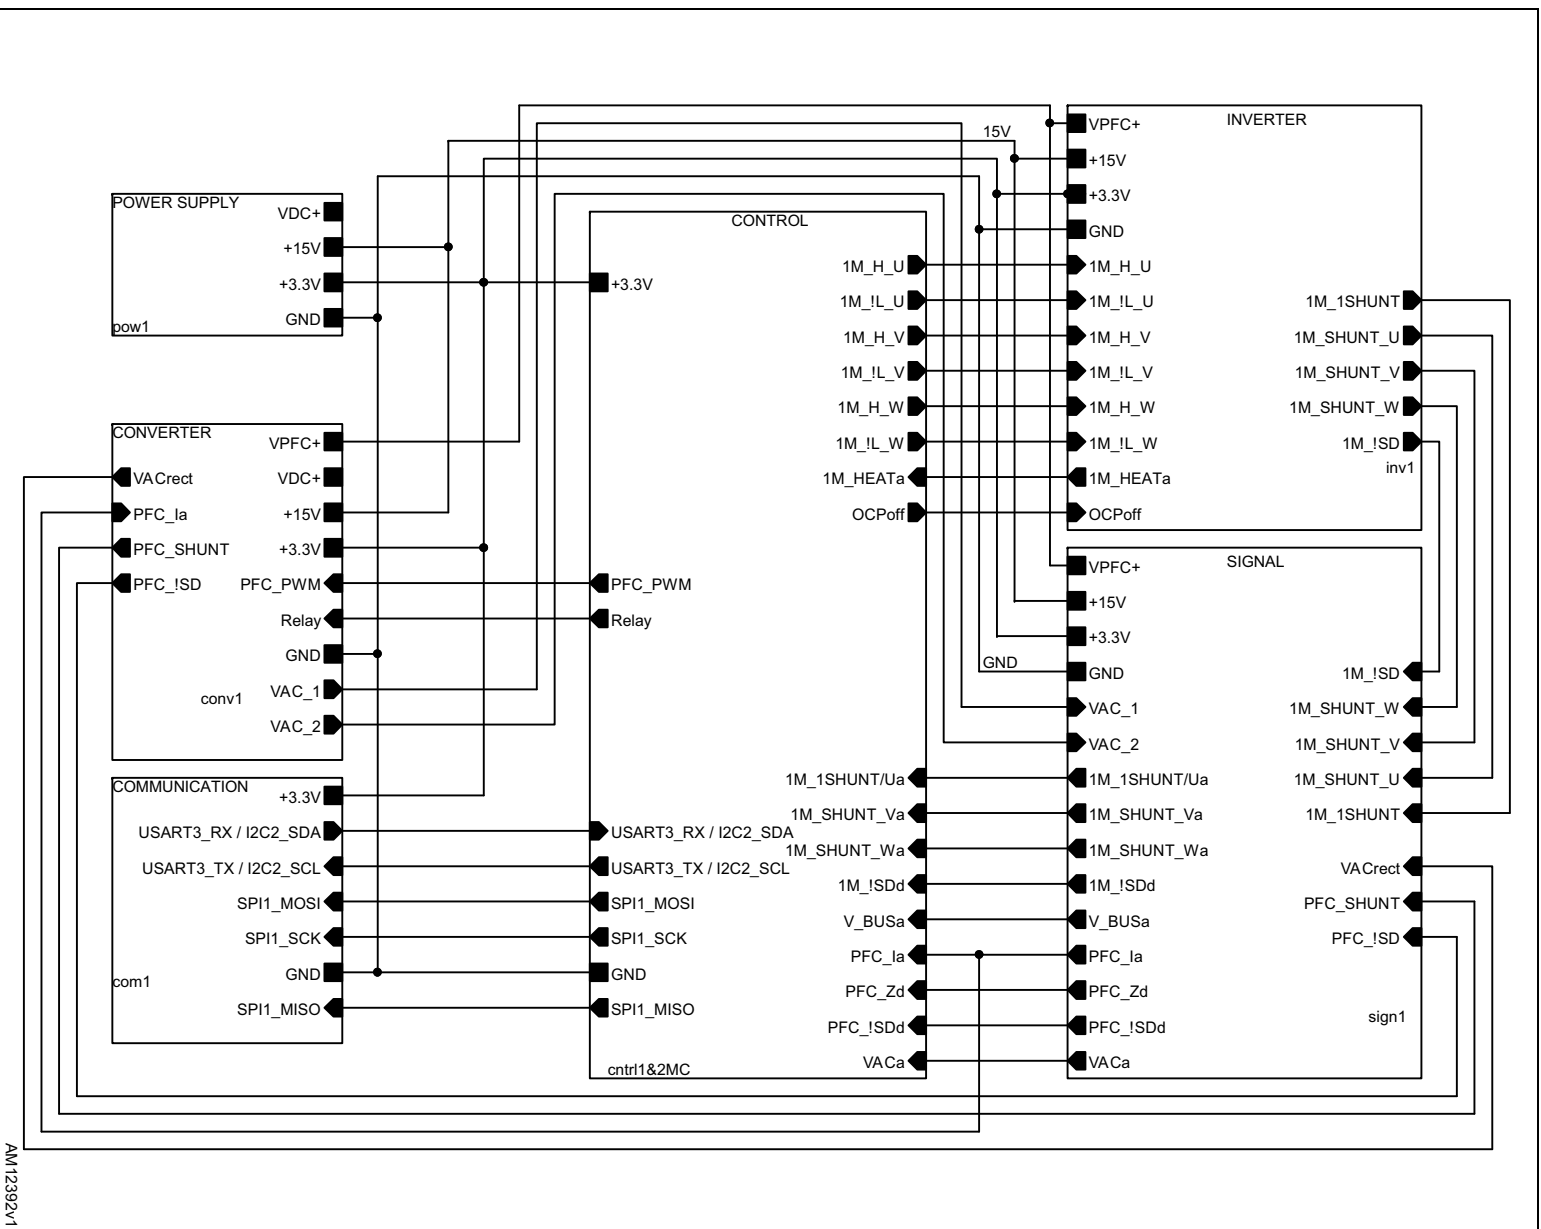 POWER SUPPLY
VDC+
+15V
+3.3V
GND
pow1
CONVERTER
VPFC+
VACrect
VDC+
PFC_Ia
+15V
PFC_SHUNT
+3.3V
PFC_!SD
PFC_PWM
Relay
GND
conv1
VAC_1
VAC_2
COMMUNICATION
+3.3V
USART3_RX / I2C2_SDA
USART3_TX / I2C2_SCL
SPI1_MOSI
SPI1_SCK
GND
com1
SPI1_MISO
CONTROL
+3.3V
1M_H_U
1M_!L_U
1M_H_V
1M_!L_V
1M_H_W
1M_!L_W
1M_HEATa
OCPoff
PFC_PWM
Relay
1M_1SHUNT/Ua
1M_SHUNT_Va
USART3_RX / I2C2_SDA
1M_SHUNT_Wa
USART3_TX / I2C2_SCL
1M_!SDd
SPI1_MOSI
V_BUSa
SPI1_SCK
PFC_Ia
GND
PFC_Zd
SPI1_MISO
PFC_!SDd
VACa
cntrl1&2MC
15V
GND
INVERTER
VPFC+
+15V
+3.3V
GND
1M_H_U
1M_!L_U
1M_H_V
1M_!L_V
1M_H_W
1M_!L_W
1M_HEATa
OCPoff
1M_1SHUNT
1M_SHUNT_U
1M_SHUNT_V
1M_SHUNT_W
1M_!SD
inv1
SIGNAL
VPFC+
+15V
+3.3V
GND
VAC_1
VAC_2
1M_1SHUNT/Ua
1M_SHUNT_Va
1M_SHUNT_Wa
1M_!SDd
V_BUSa
PFC_Ia
PFC_Zd
PFC_!SDd
VACa
1M_!SD
1M_SHUNT_W
1M_SHUNT_V
1M_SHUNT_U
1M_1SHUNT
VACrect
PFC_SHUNT
PFC_!SD
sign1
AM12392v1